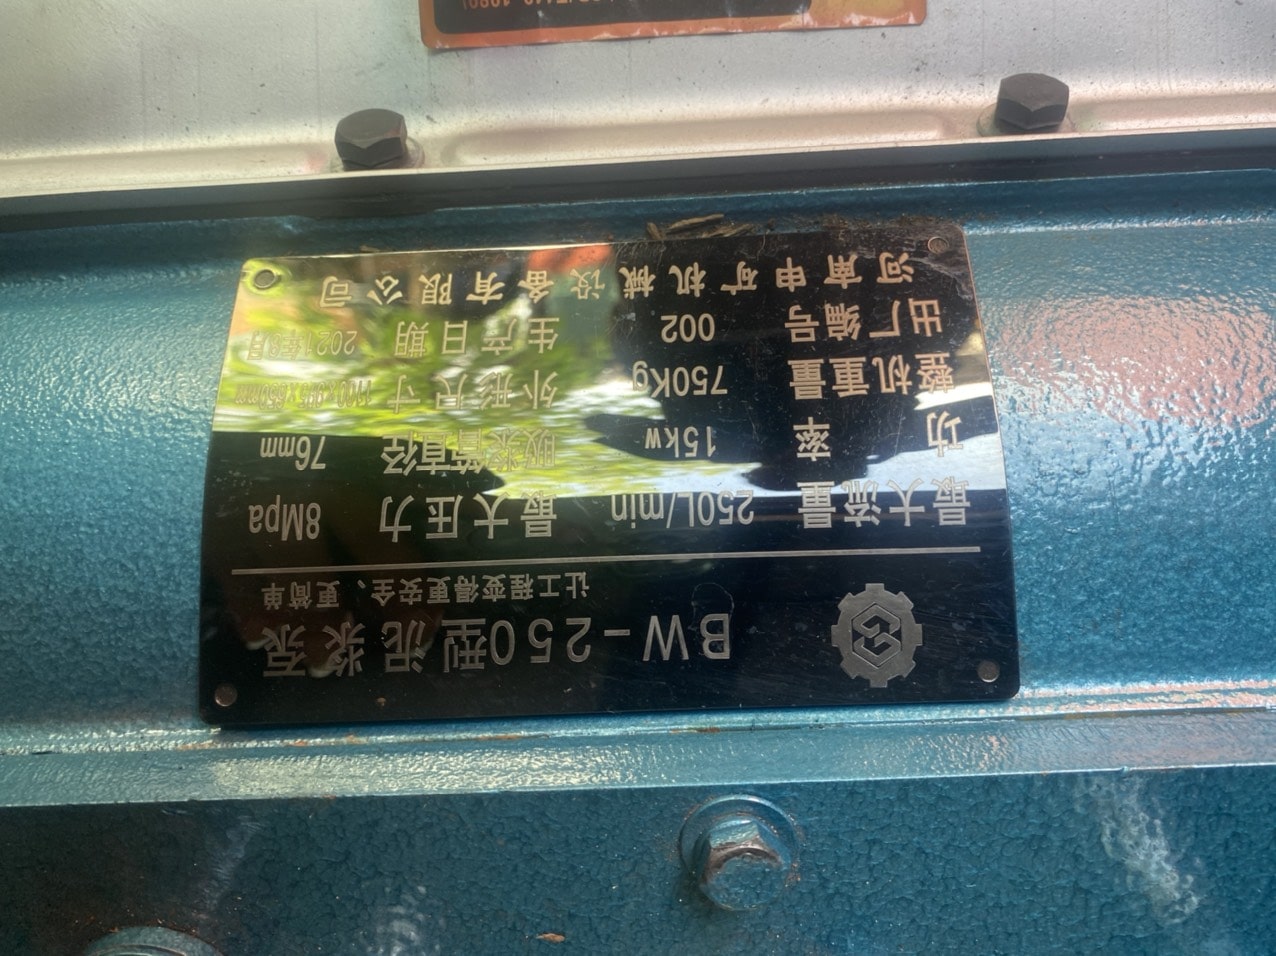 BW-250型泥浆泵
让工程变得更安全、更简单
最大流量 250L/min 最大压力 8Mpa
功率 15kw 吸浆管直径 76mm
整机重量 750Kg 外形尺寸
出厂编号 002 生产日期 2021年8月
河南申矿机械设备有限公司